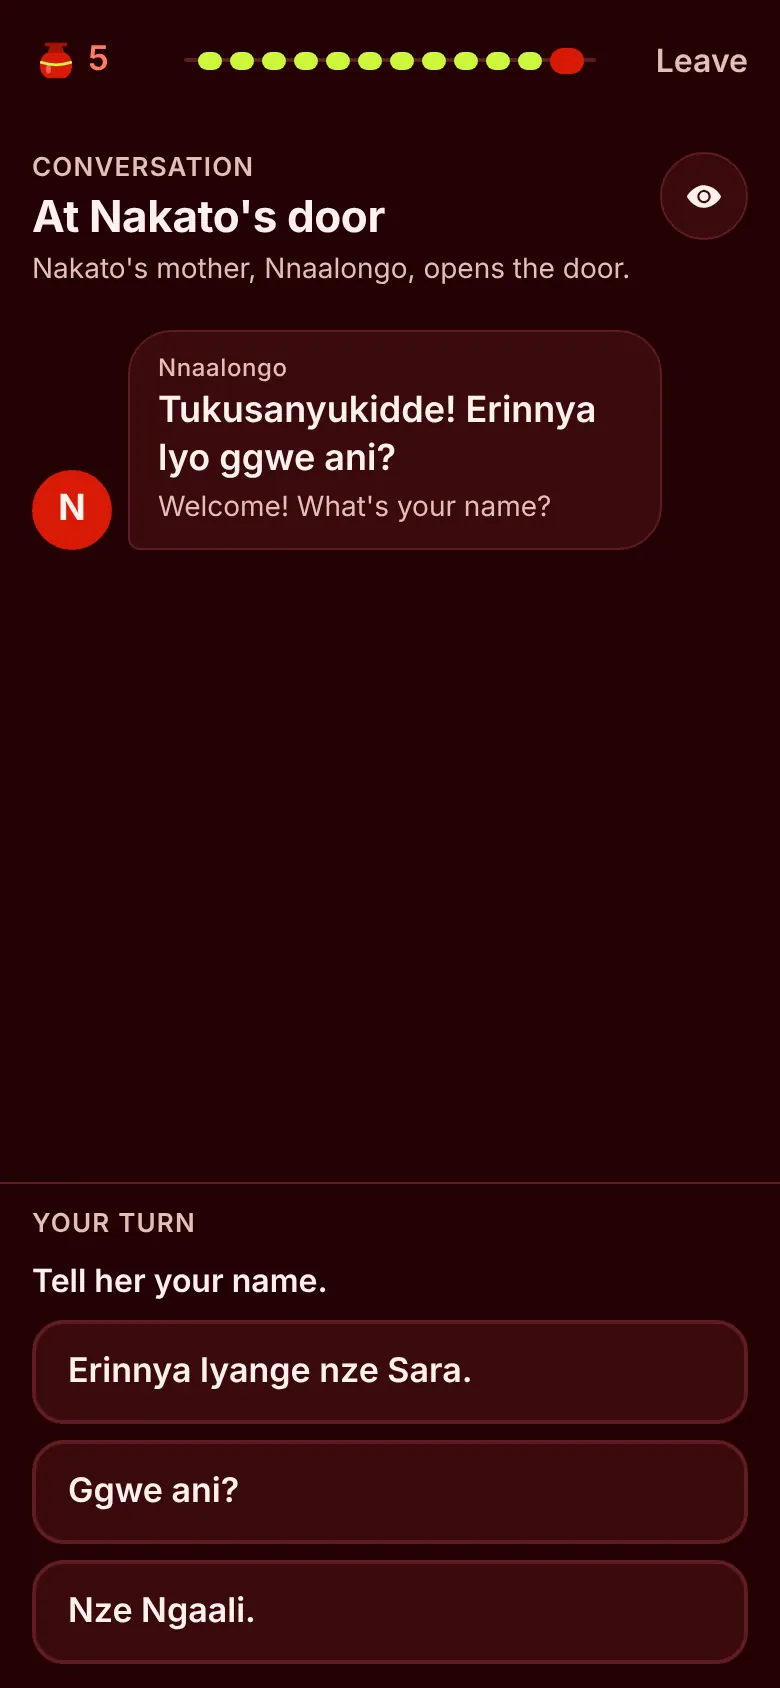 5
Leave
CONVERSATION
At Nakato's door
Nakato's mother, Nnaalongo, opens the door.
Nnaalongo
Tukusanyukidde! Erinnya
lyo ggwe ani?
Welcome! What's your name?
N
YOUR TURN
Tell her your name.
Erinnya lyange nze Sara.
Ggwe ani?
Nze Ngaali.